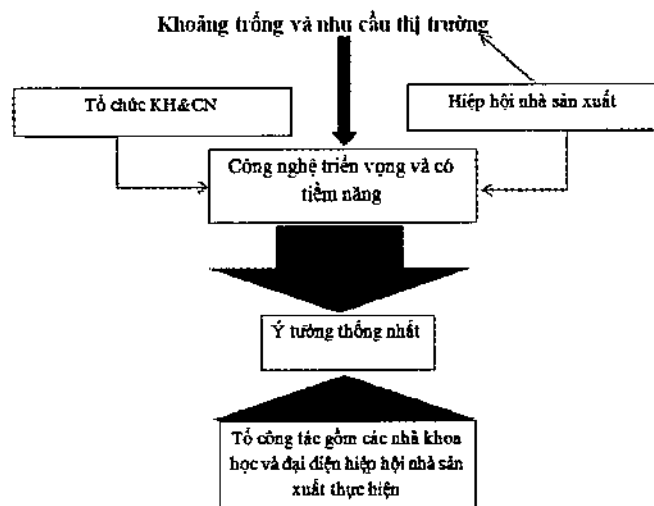 Khoảng trống và nhu cầu thị trường
Tổ chức KH&CN
Hiệp hội nhà sản xuất
Công nghệ triển vọng và có
tiềm năng
Ý tưởng thống nhất
Tổ công tác gồm các nhà khoa
học và đại diện hiệp hội nhà sản
xuất thực hiện